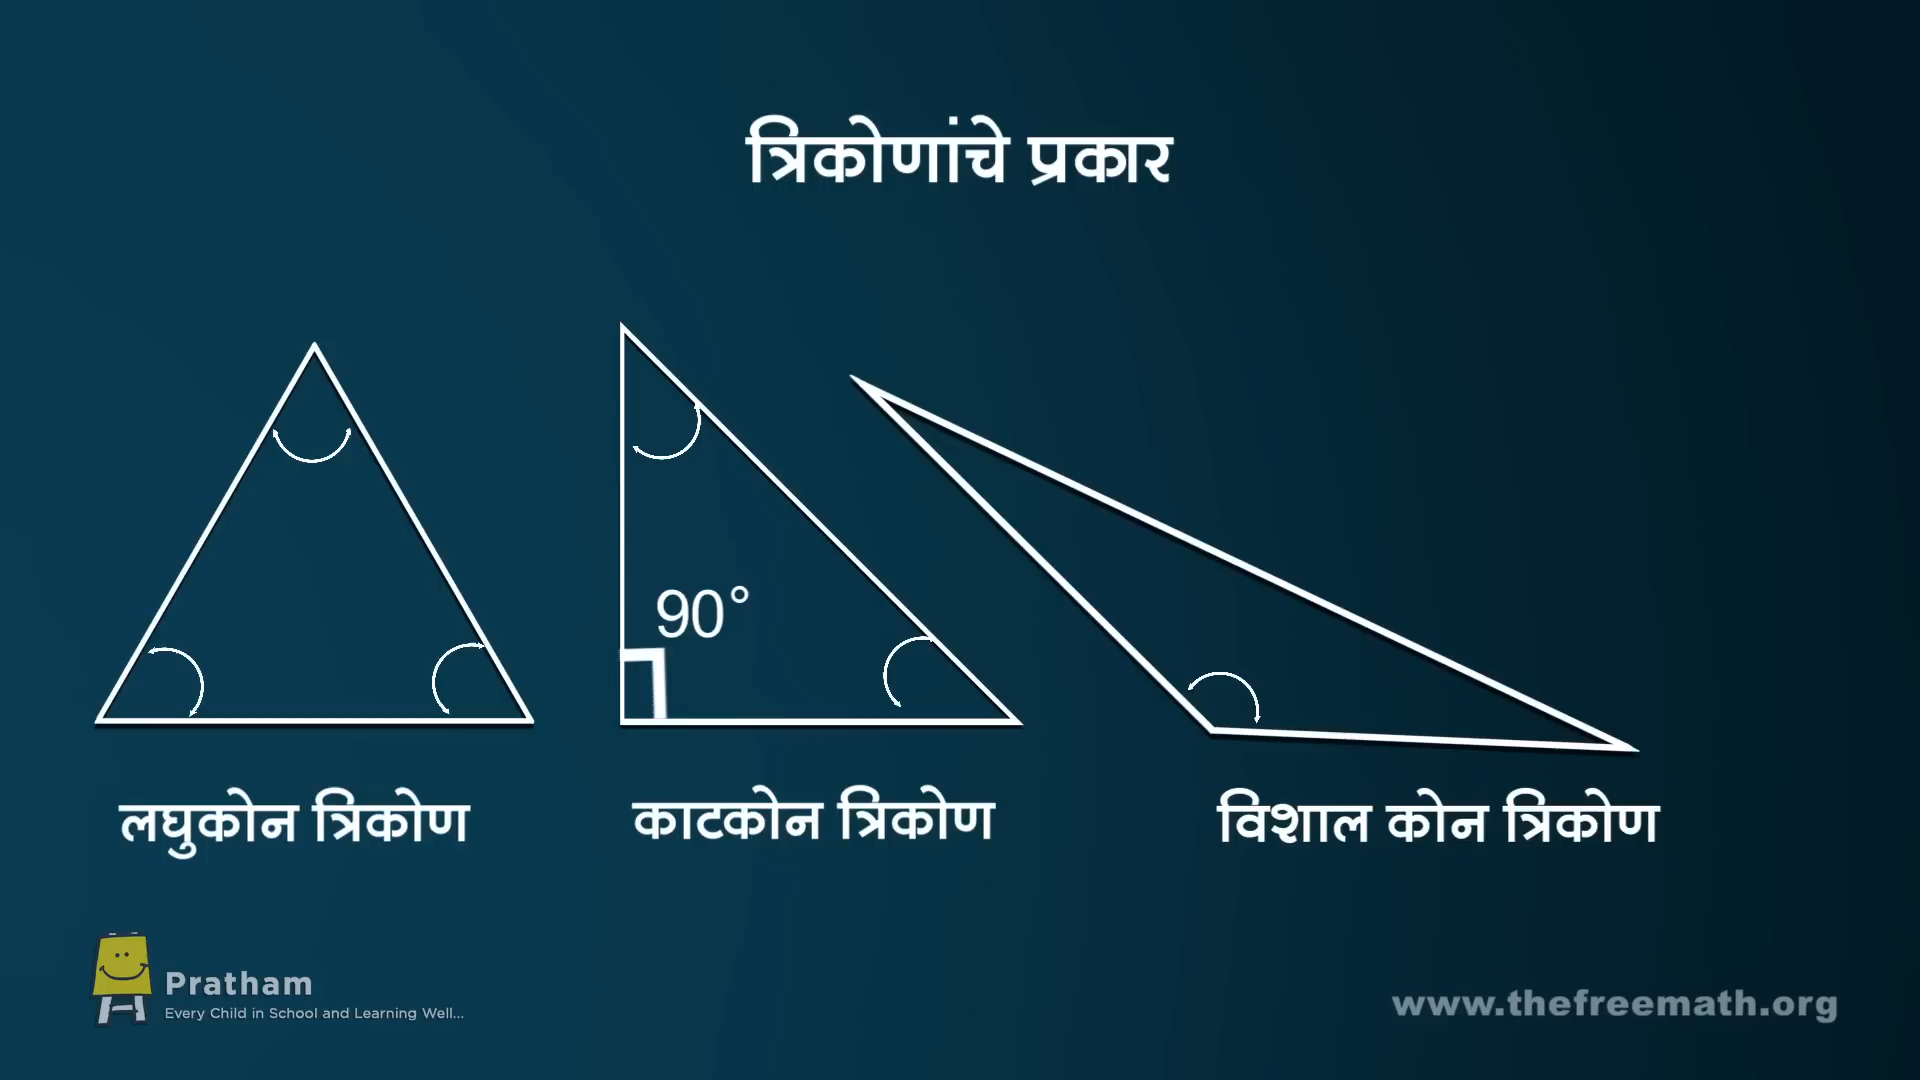 त्रिकोणांचे प्रकार
90°
लघुकोन त्रिकोण
काटकोन त्रिकोण
विशाल कोन त्रिकोण
Pratham
Every Child in School and Learning Well...
www.thefreemath.org